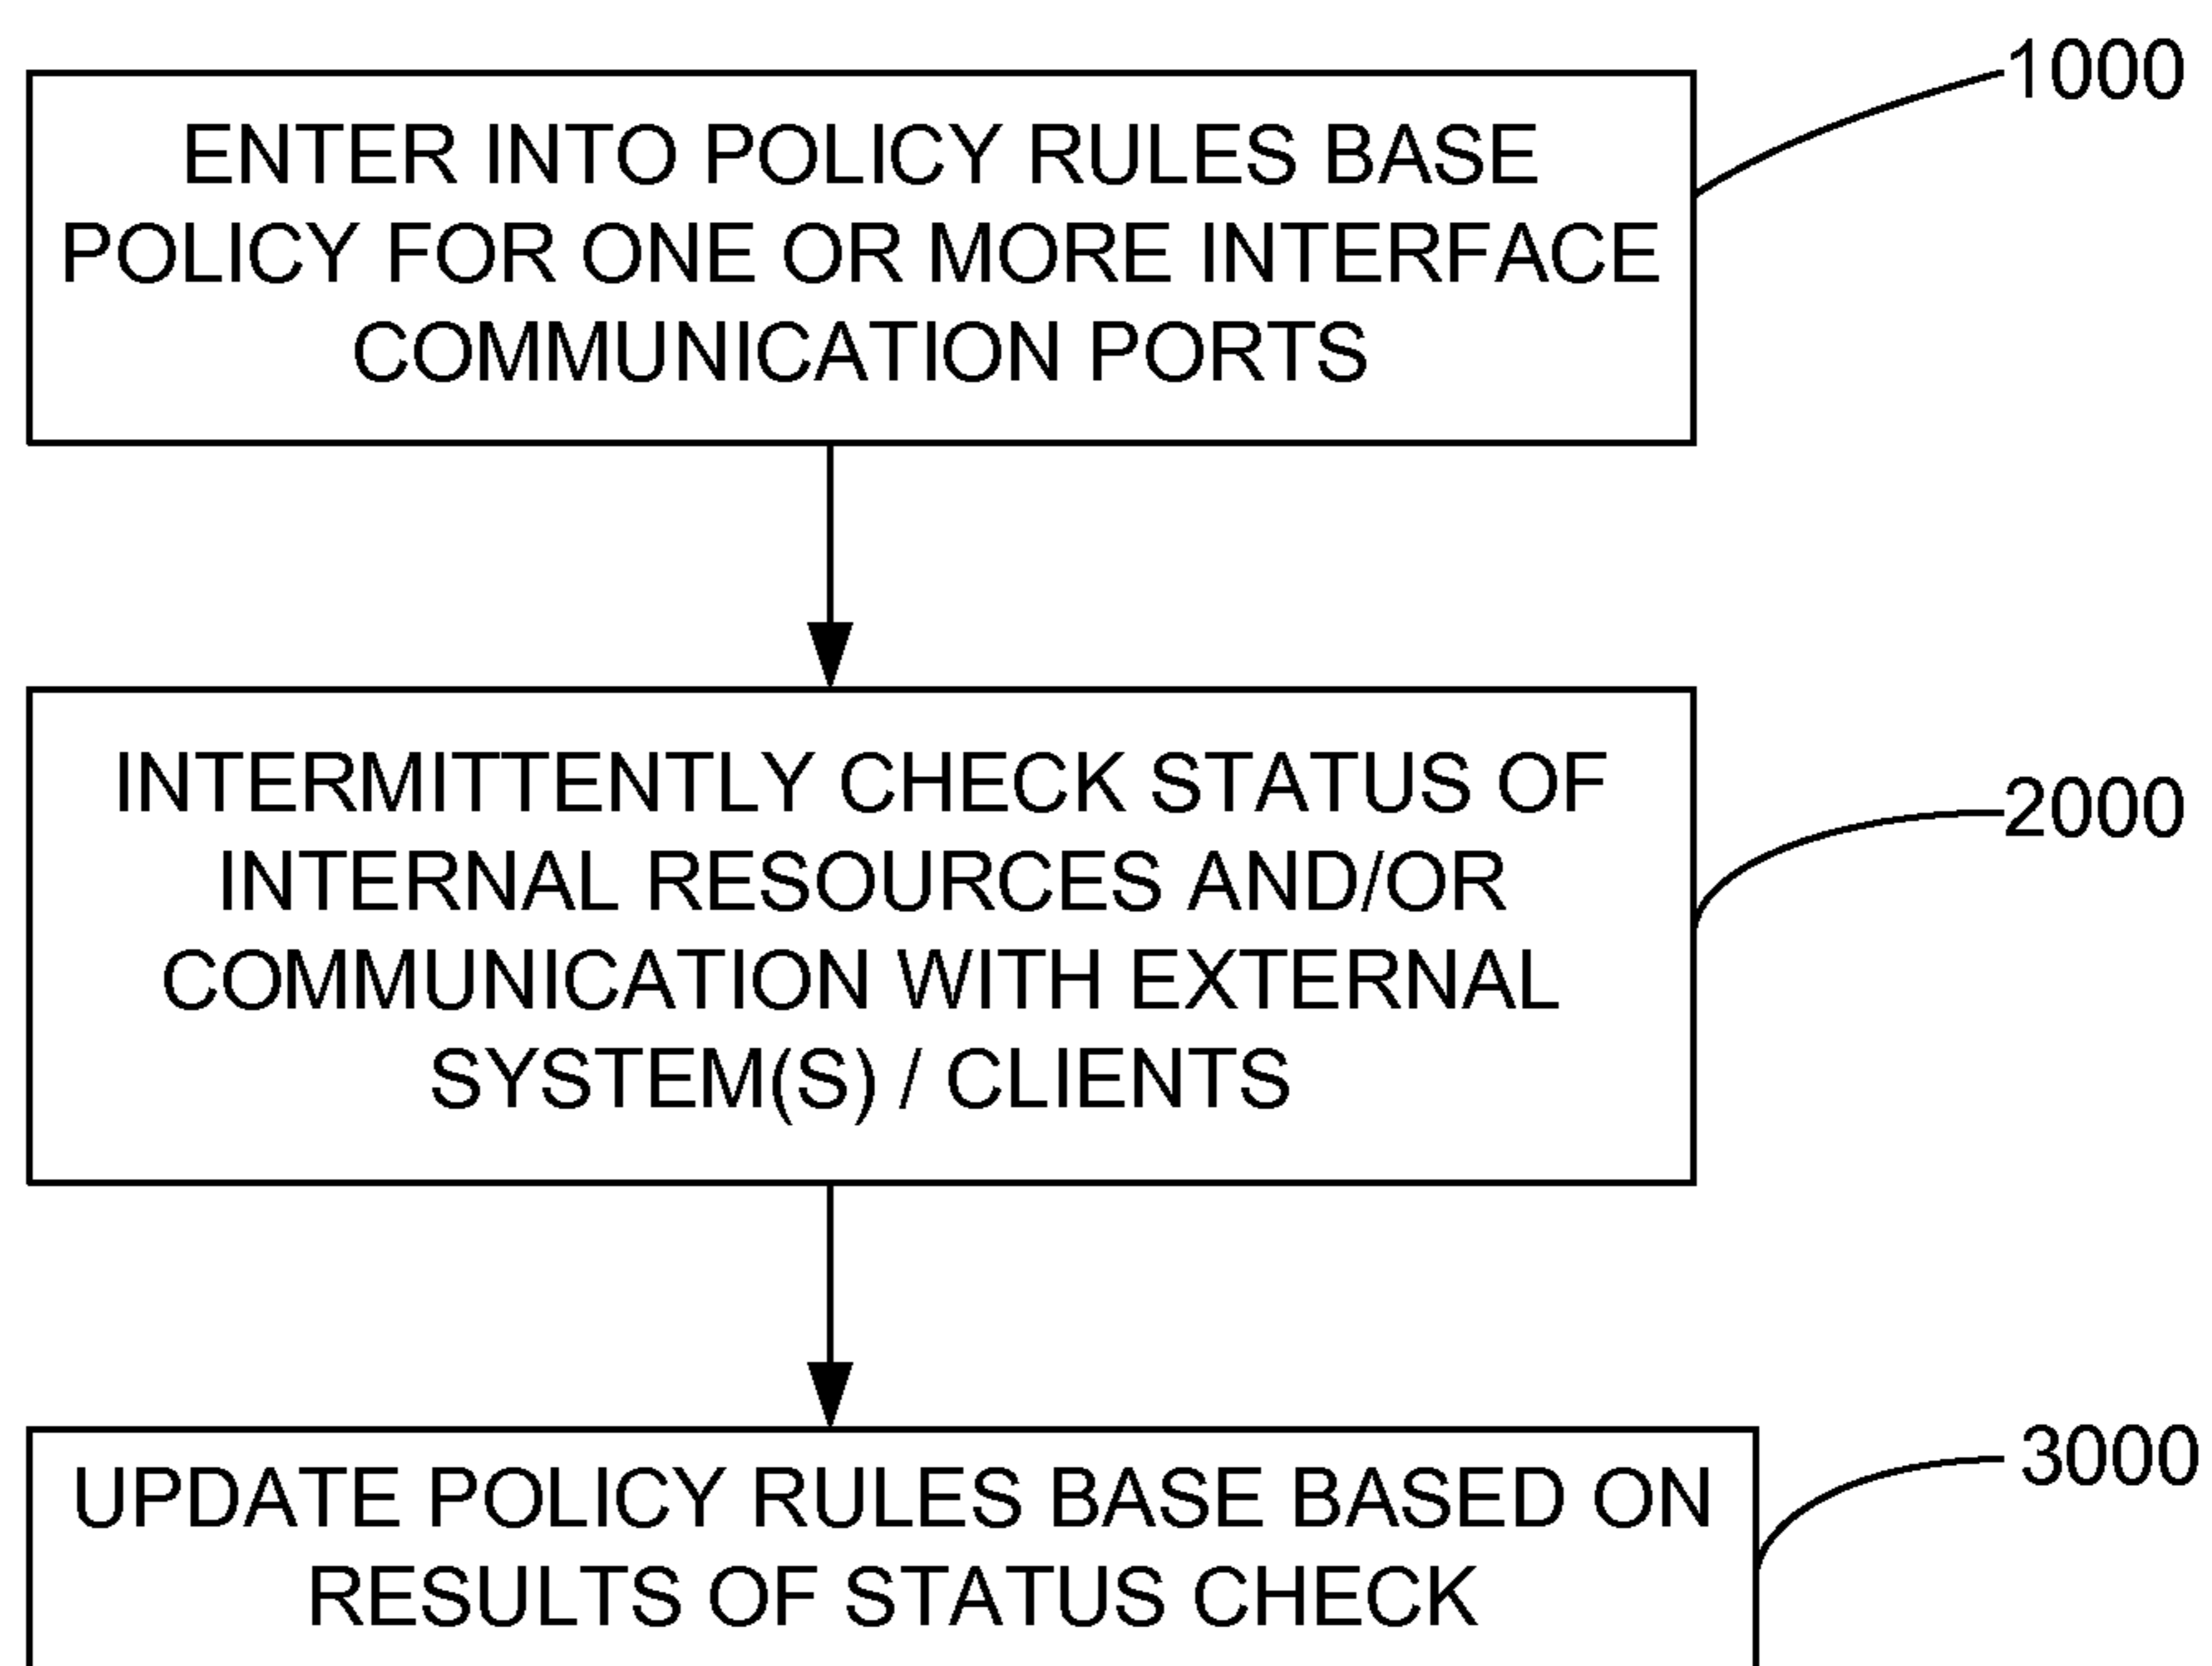 1000
ENTER INTO POLICY RULES BASE
POLICY FOR ONE OR MORE INTERFACE
COMMUNICATION PORTS
INTERMITTENTLY CHECK STATUS OF
INTERNAL RESOURCES AND/OR
COMMUNICATION WITH EXTERNAL
SYSTEM(S) / CLIENTS
2000
UPDATE POLICY RULES BASE BASED ON
RESULTS OF STATUS CHECK
3000